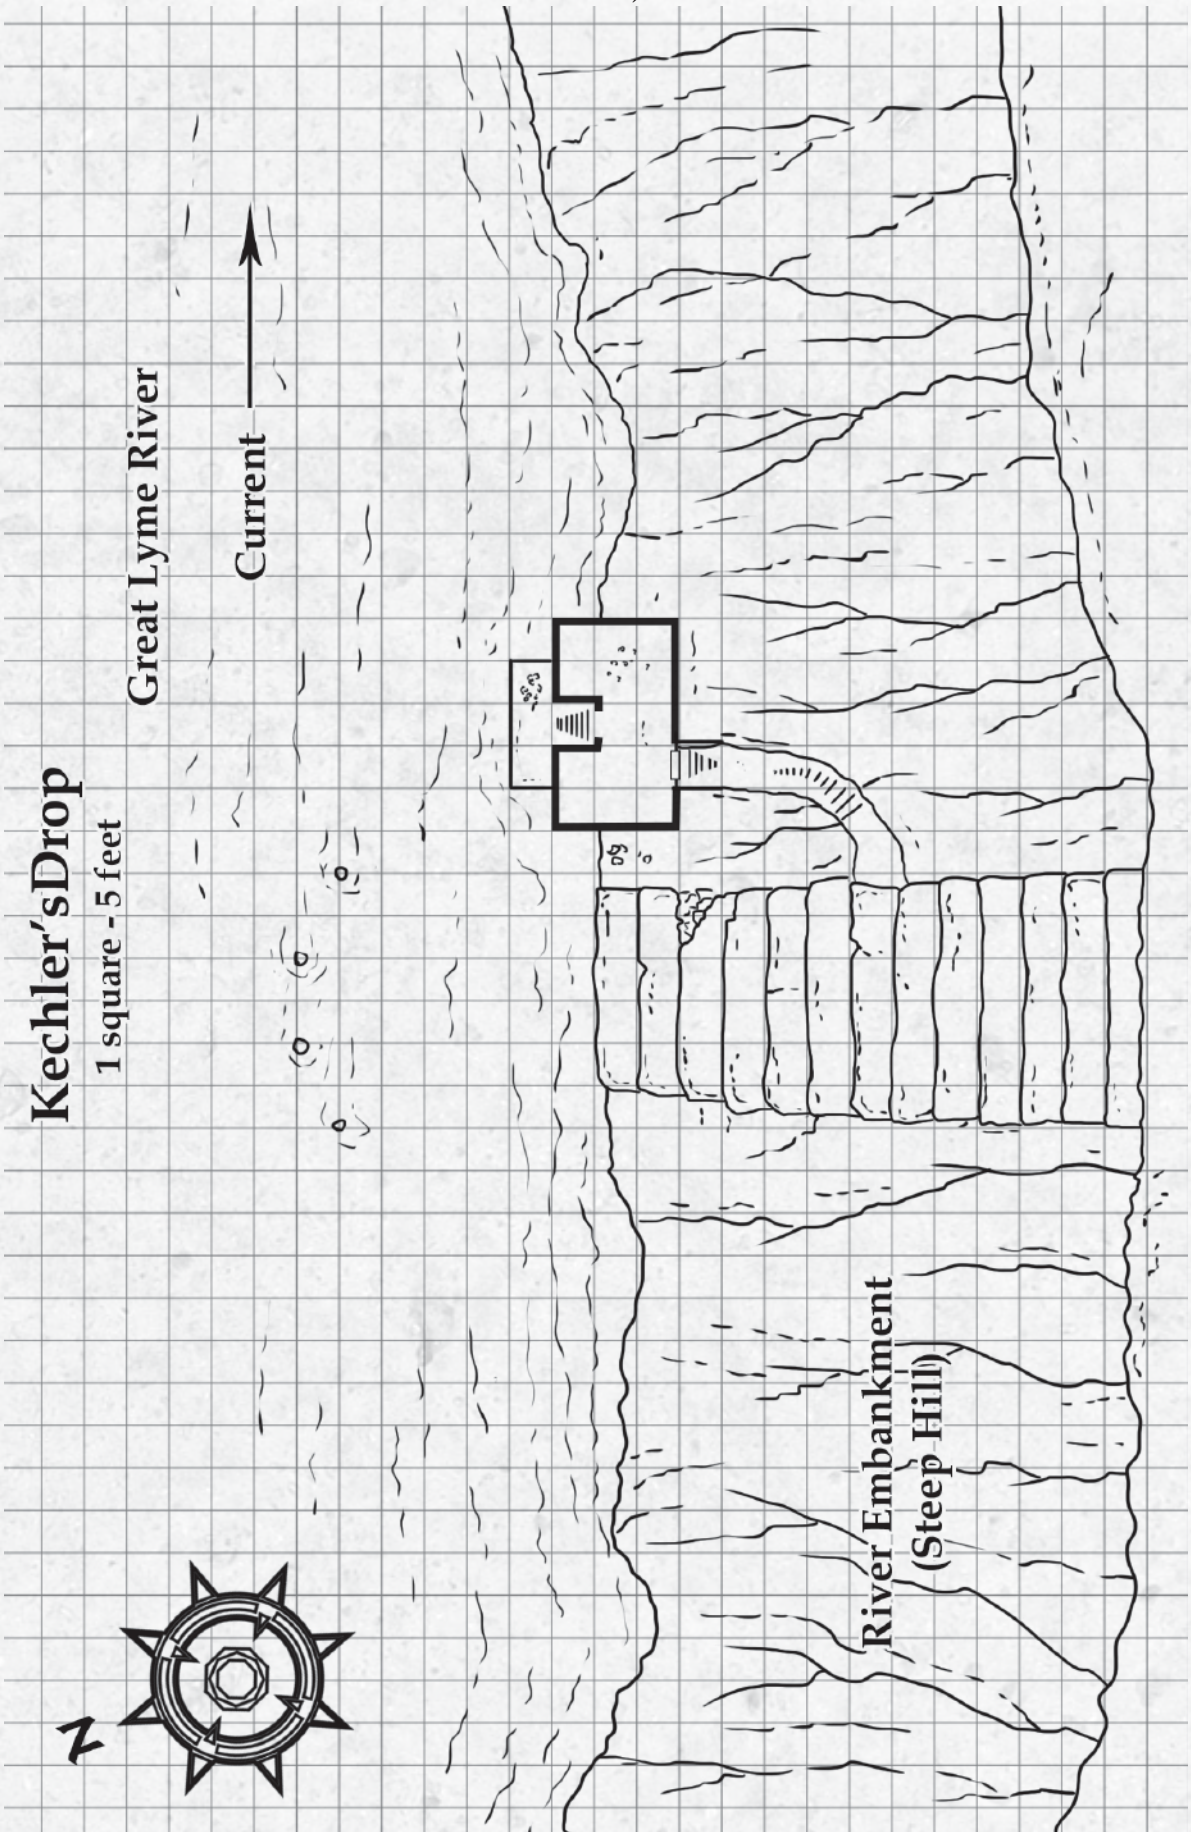 Kechler'sDrop
1 square - 5 feet
Great Lyme River
Current
River Embankment
(Steep Hill)
N